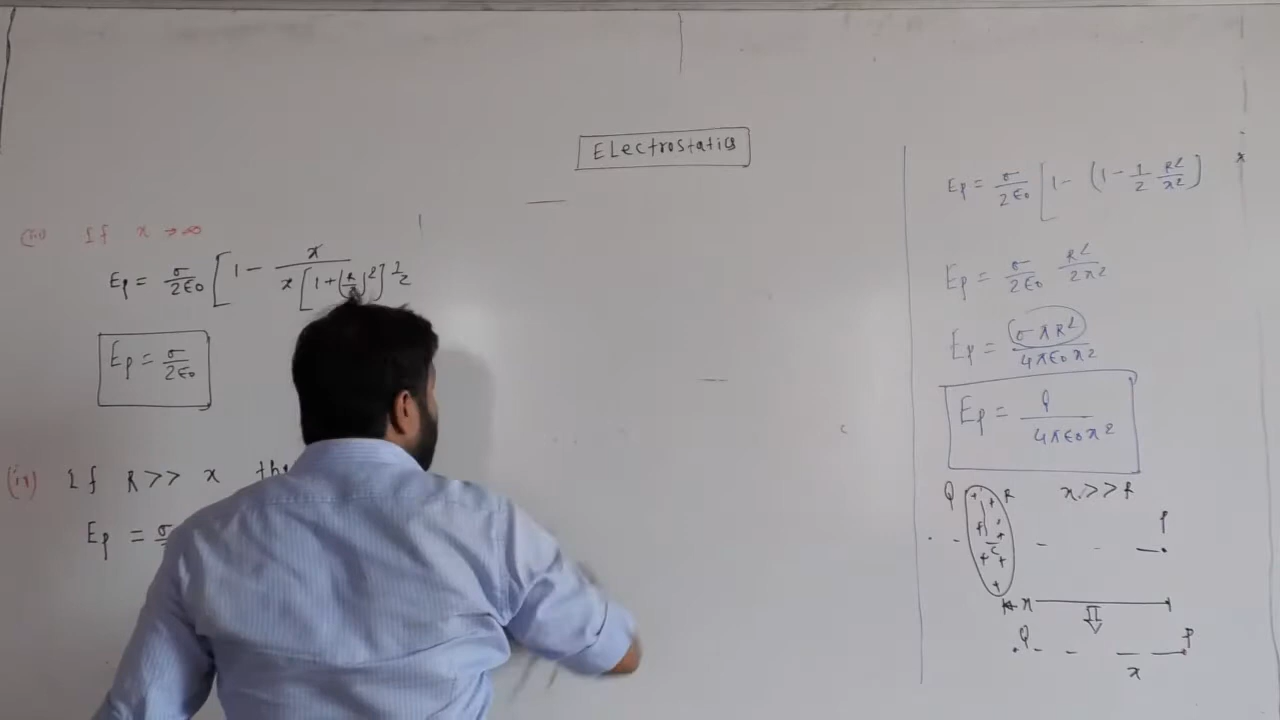 ELectrostatics
(iii) If x → ∞
Ep = σ/2ε₀ [1 - x/x[1+(R/x)²]^1/2
Ep = σ/2ε₀
(iv) If R >> x
Ep = σ
Ep = σ/2ε₀ [1 - (1 - 1/2 R²/x²)
Ep = σ/2ε₀ R²/2x²
Ep = σπR²/4πε₀x²
Ep = Q/4πε₀x²
Q R x >> R
P
C
x
Q P
x